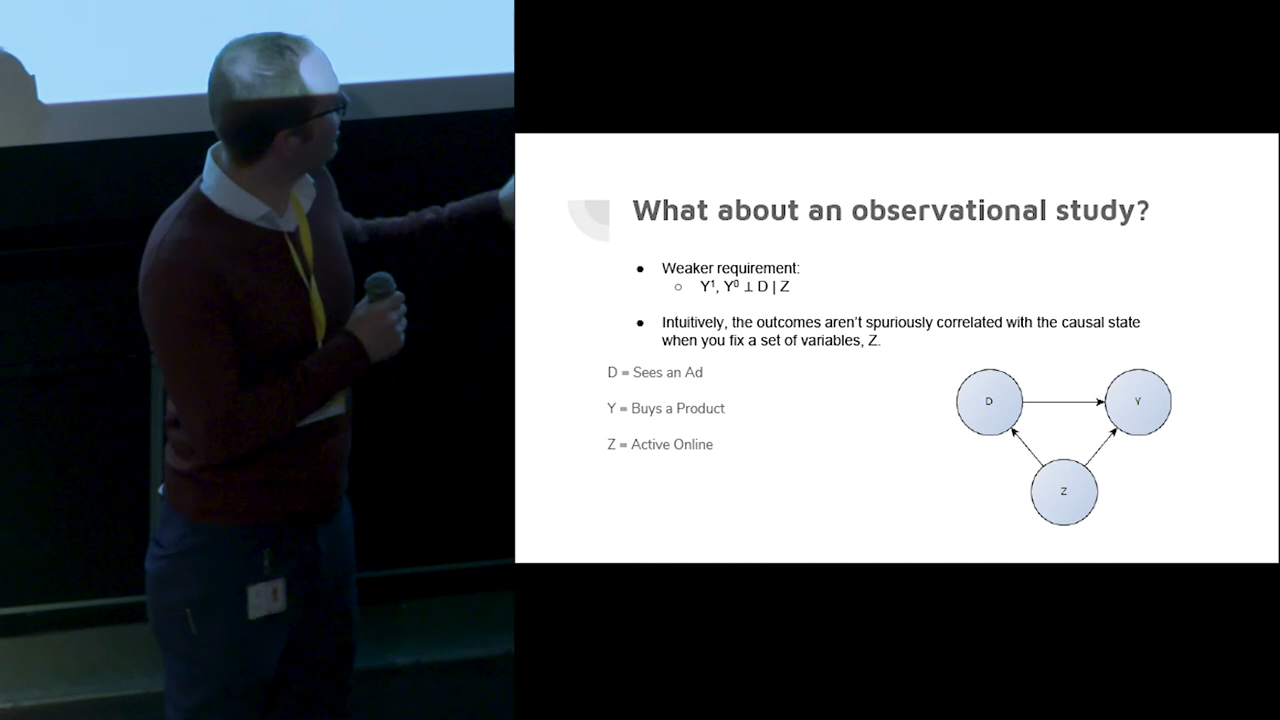 What about an observational study?
● Weaker requirement:
○ Y¹, Y⁰ ⊥ D | Z
● Intuitively, the outcomes aren't spuriously correlated with the causal state
when you fix a set of variables, Z.
D = Sees an Ad
Y = Buys a Product
Z = Active Online
D
Y
Z